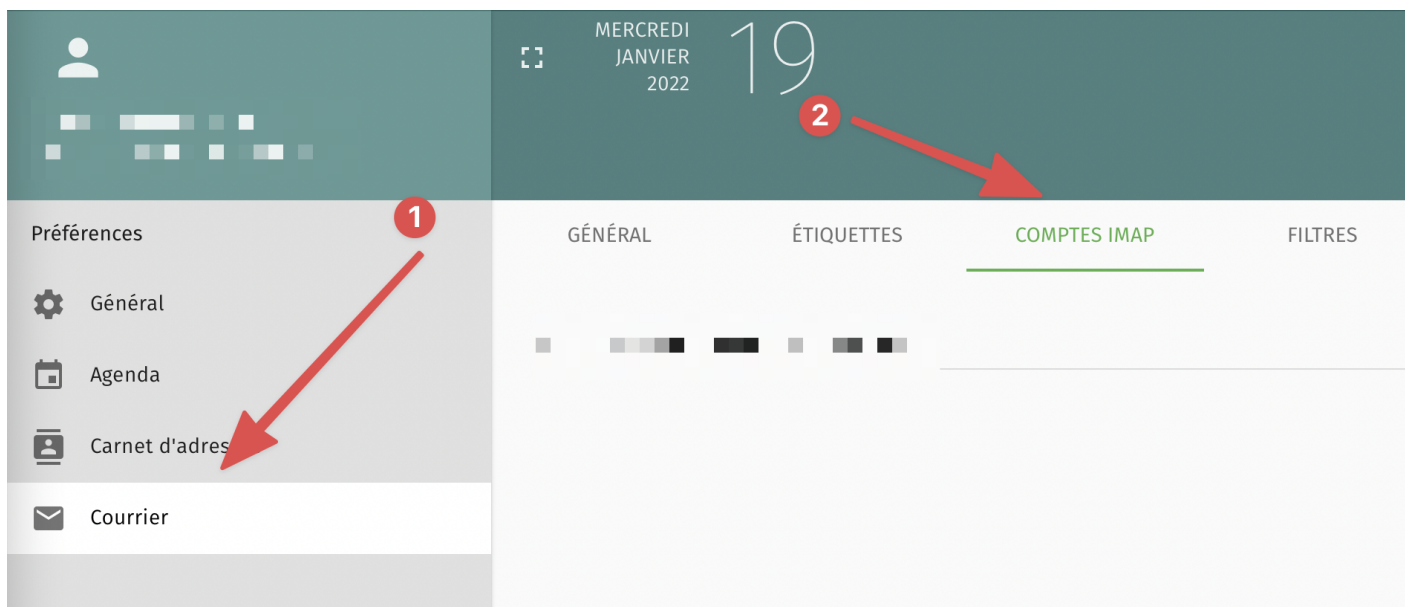 MERCREDI
JANVIER
2022
19
2
1
Préférences
GÉNÉRAL
ÉTIQUETTES
COMPTES IMAP
FILTRES
Général
Agenda
Carnet d'adres
Courrier